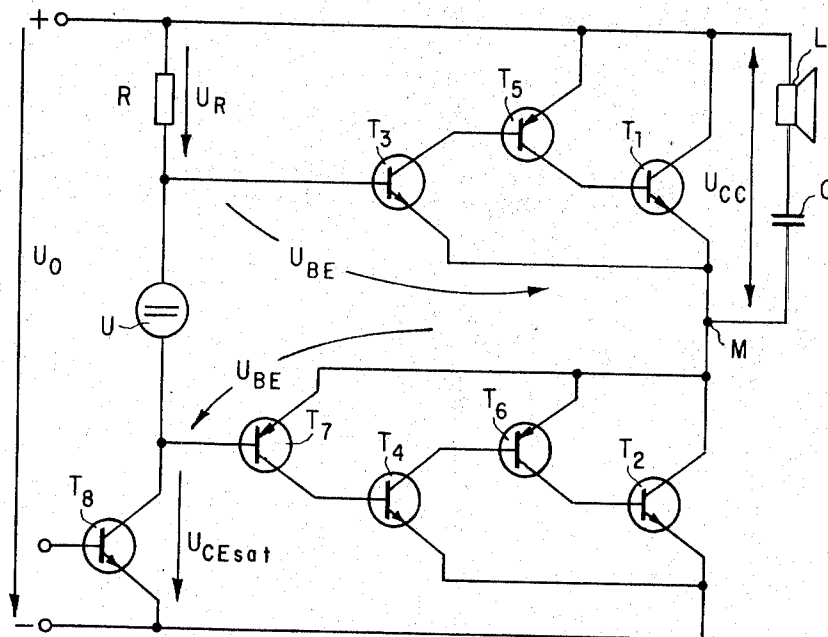 +
L
R
U_R
T_5
T_3
T_1
U_CC
C
U_0
U_BE
U
M
U_BE
T_7
T_6
T_4
T_2
T_8
U_CEsat
−